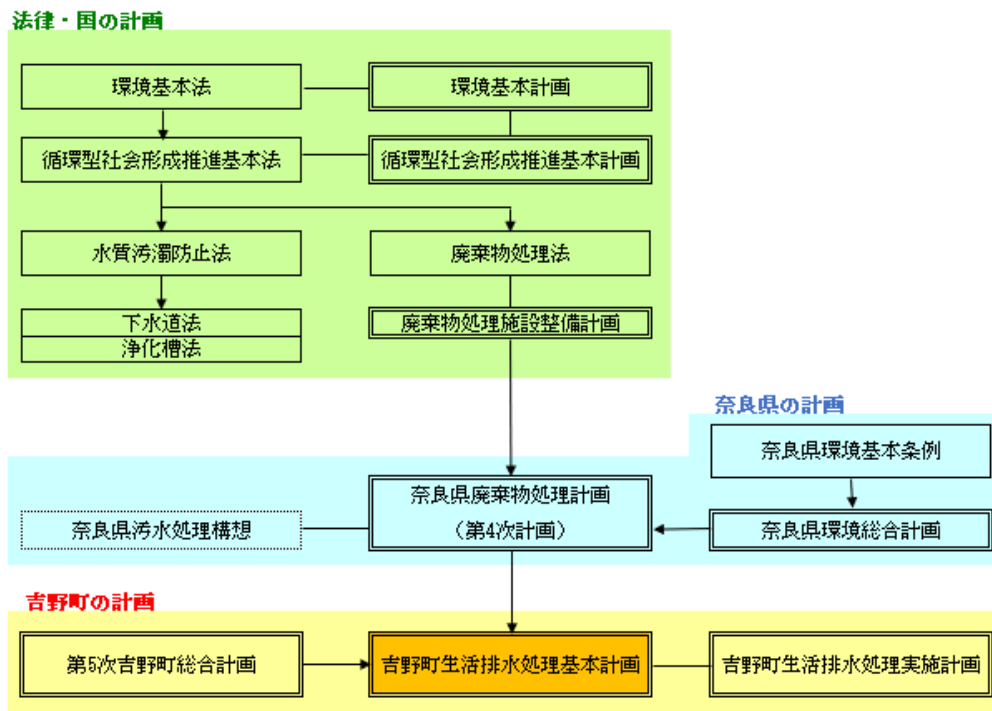 法律・国の計画
環境基本法
環境基本計画
循環型社会形成推進基本法
循環型社会形成推進基本計画
水質汚濁防止法
廃棄物処理法
下水道法
浄化槽法
廃棄物処理施設整備計画
奈良県の計画
奈良県環境基本条例
奈良県廃棄物処理計画
（第4次計画）
奈良県汚水処理構想
奈良県環境総合計画
吉野町の計画
第5次吉野町総合計画
吉野町生活排水処理基本計画
吉野町生活排水処理実施計画